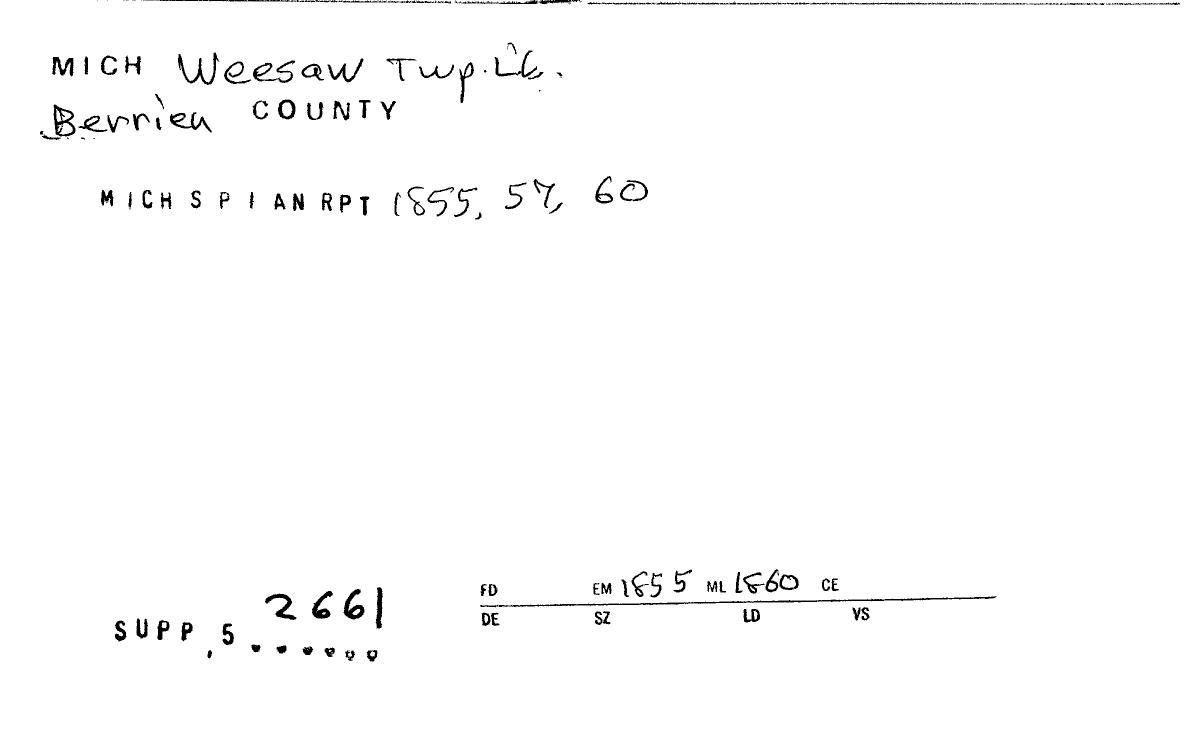 MICH Weesaw Twp. Lib.
Berrien COUNTY
MICH S P I AN RPT 1855, 57, 60
2661
SUPP, 5 ......
FD EM 1855 ML 1860 CE
DE SZ LD VS